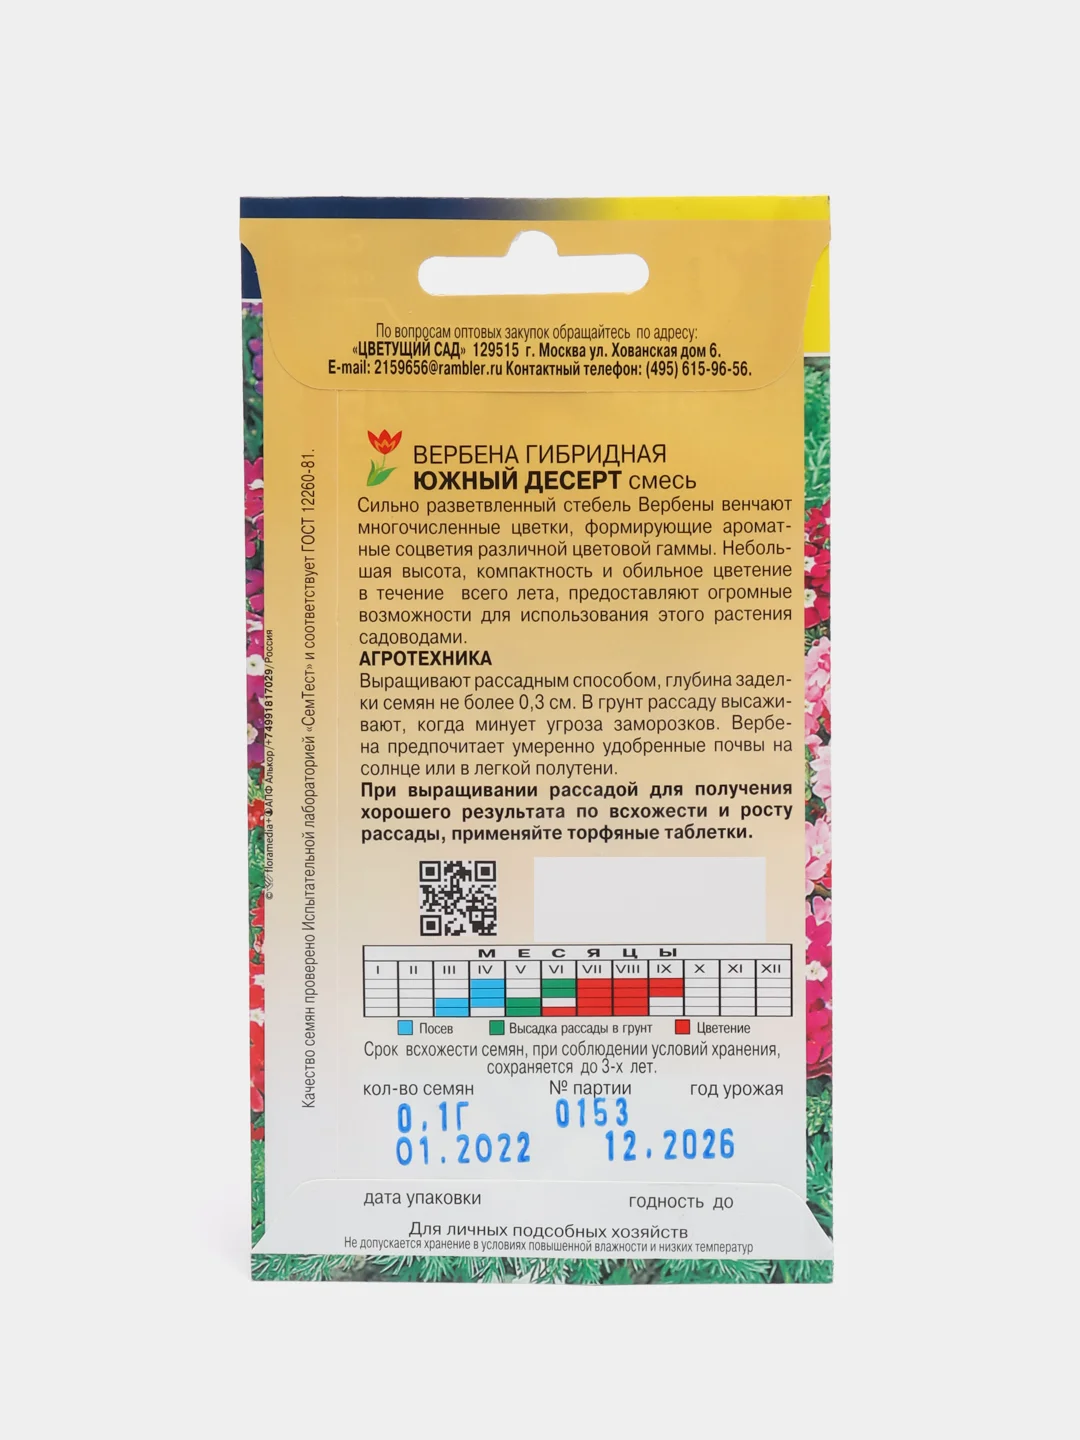 По вопросам оптовых закупок обращайтесь по адресу:
«ЦВЕТУЩИЙ САД» 129515 г. Москва ул. Хованская дом 6.
E-mail: 2159656@rambler.ru Контактный телефон: (495) 615-96-56.
ВЕРБЕНА ГИБРИДНАЯ
ЮЖНЫЙ ДЕСЕРТ смесь
Сильно разветвленный стебель Вербены венчают
многочисленные цветки, формирующие аромат-
ные соцветия различной цветовой гаммы. Неболь-
шая высота, компактность и обильное цветение
в течение всего лета, предоставляют огромные
возможности для использования этого растения
садоводами.
АГРОТЕХНИКА
Выращивают рассадным способом, глубина задел-
ки семян не более 0,3 см. В грунт рассаду высажи-
вают, когда минует угроза заморозков. Вербе-
на предпочитает умеренно удобренные почвы на
солнце или в легкой полутени.
При выращивании рассадой для получения
хорошего результата по всхожести и росту
рассады, применяйте торфяные таблетки.
МЕСЯЦЫ
I II III IV V VI VII VIII IX X XI XII
Посев Высадка рассады в грунт Цветение
Срок всхожести семян, при соблюдении условий хранения,
сохраняется до 3-х лет.
кол-во семян № партии год урожая
0.1Г 0153
01.2022 12.2026
дата упаковки годность до
Для личных подсобных хозяйств
Не допускается хранение в условиях повышенной влажности и низких температур
Качество семян проверено Испытательной лабораторией «СемТест» и соответствует ГОСТ 12260-81.
© floramedia+ АПФ Алькор/+74991817029/Россия